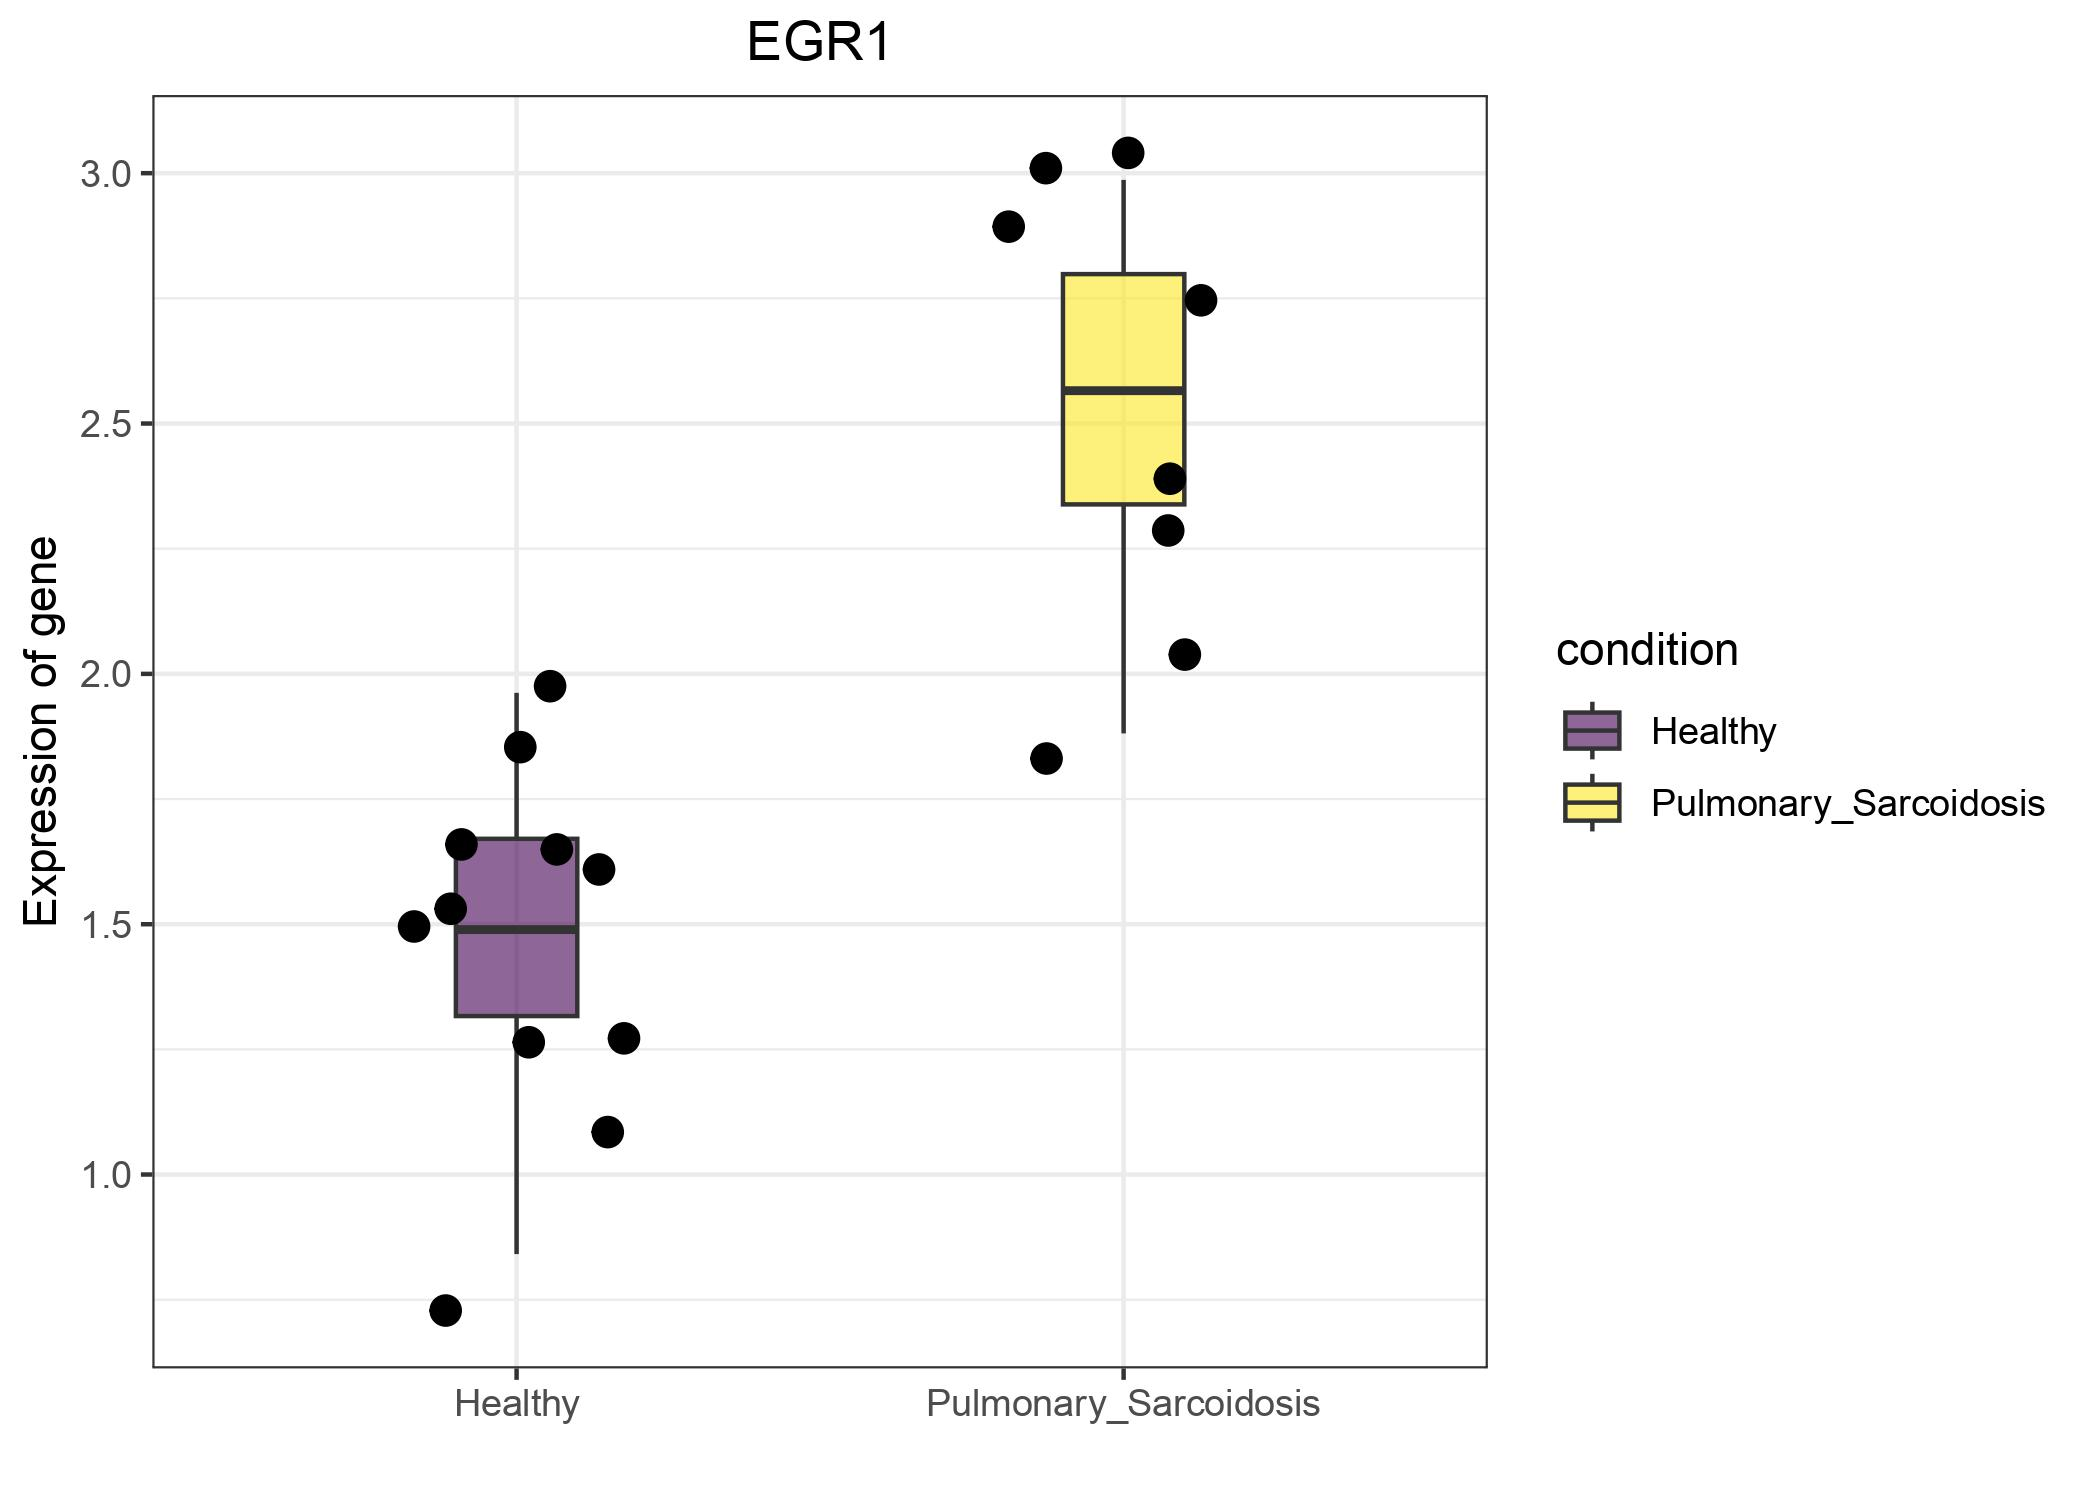 EGR1
Expression of gene
3.0
2.5
2.0
1.5
1.0
Healthy
Pulmonary_Sarcoidosis
condition
Healthy
Pulmonary_Sarcoidosis